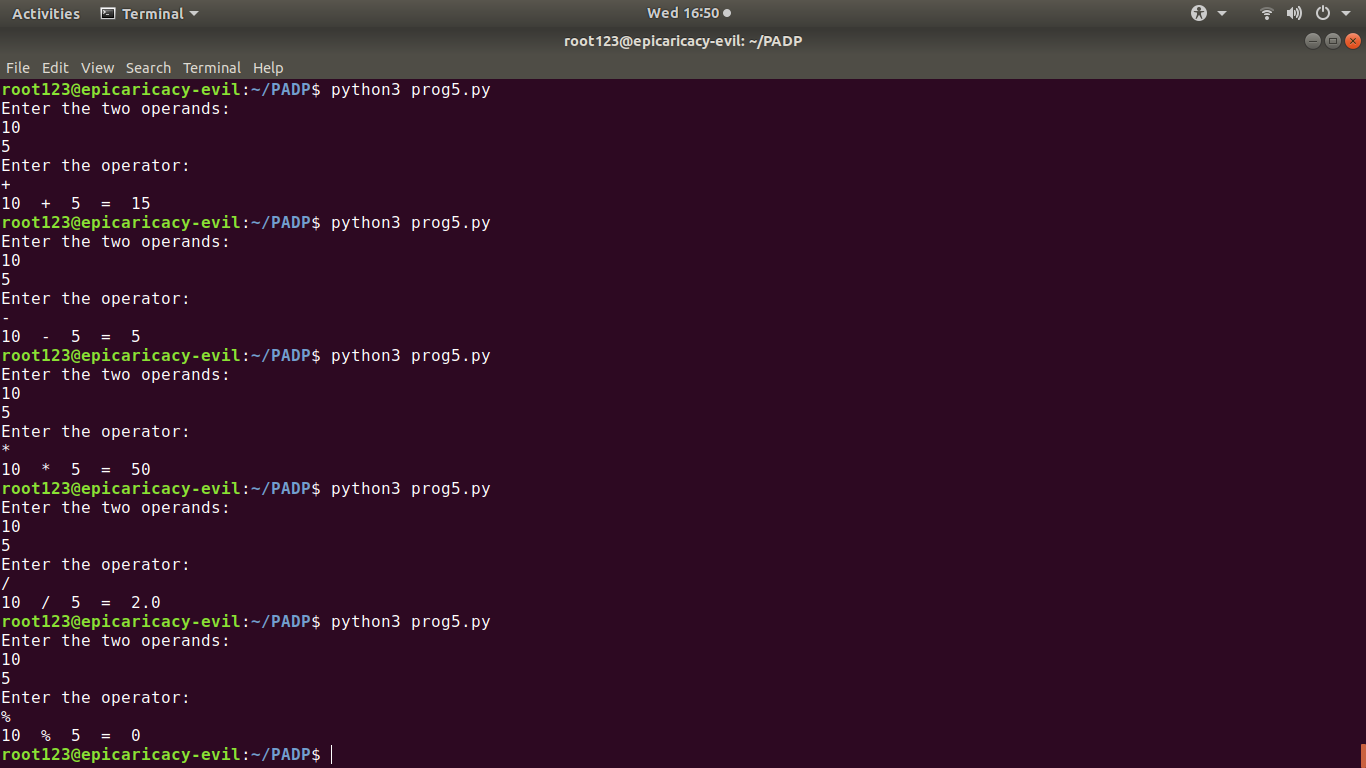 Activities Terminal Wed 16:50
root123@epicaricacy-evil: ~/PADP
File Edit View Search Terminal Help
root123@epicaricacy-evil:~/PADP$ python3 prog5.py
Enter the two operands:
10
5
Enter the operator:
+
10  +  5  =  15
root123@epicaricacy-evil:~/PADP$ python3 prog5.py
Enter the two operands:
10
5
Enter the operator:
-
10  -  5  =  5
root123@epicaricacy-evil:~/PADP$ python3 prog5.py
Enter the two operands:
10
5
Enter the operator:
*
10  *  5  =  50
root123@epicaricacy-evil:~/PADP$ python3 prog5.py
Enter the two operands:
10
5
Enter the operator:
/
10  /  5  =  2.0
root123@epicaricacy-evil:~/PADP$ python3 prog5.py
Enter the two operands:
10
5
Enter the operator:
%
10  %  5  =  0
root123@epicaricacy-evil:~/PADP$